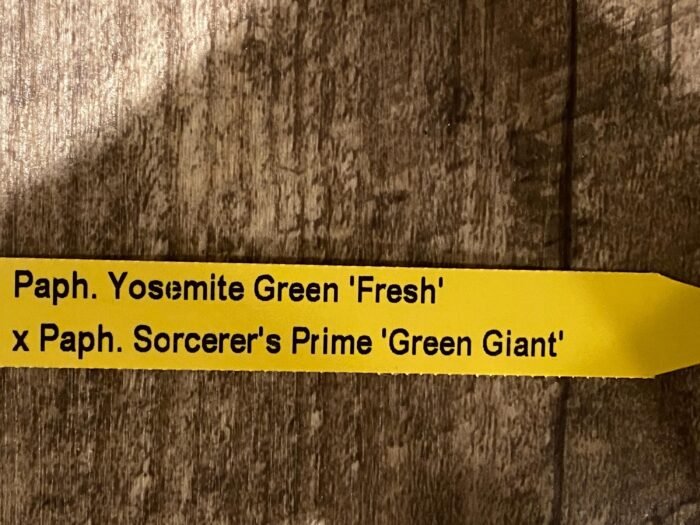 Paph. Yosemite Green 'Fresh'
x Paph. Sorcerer's Prime 'Green Giant'